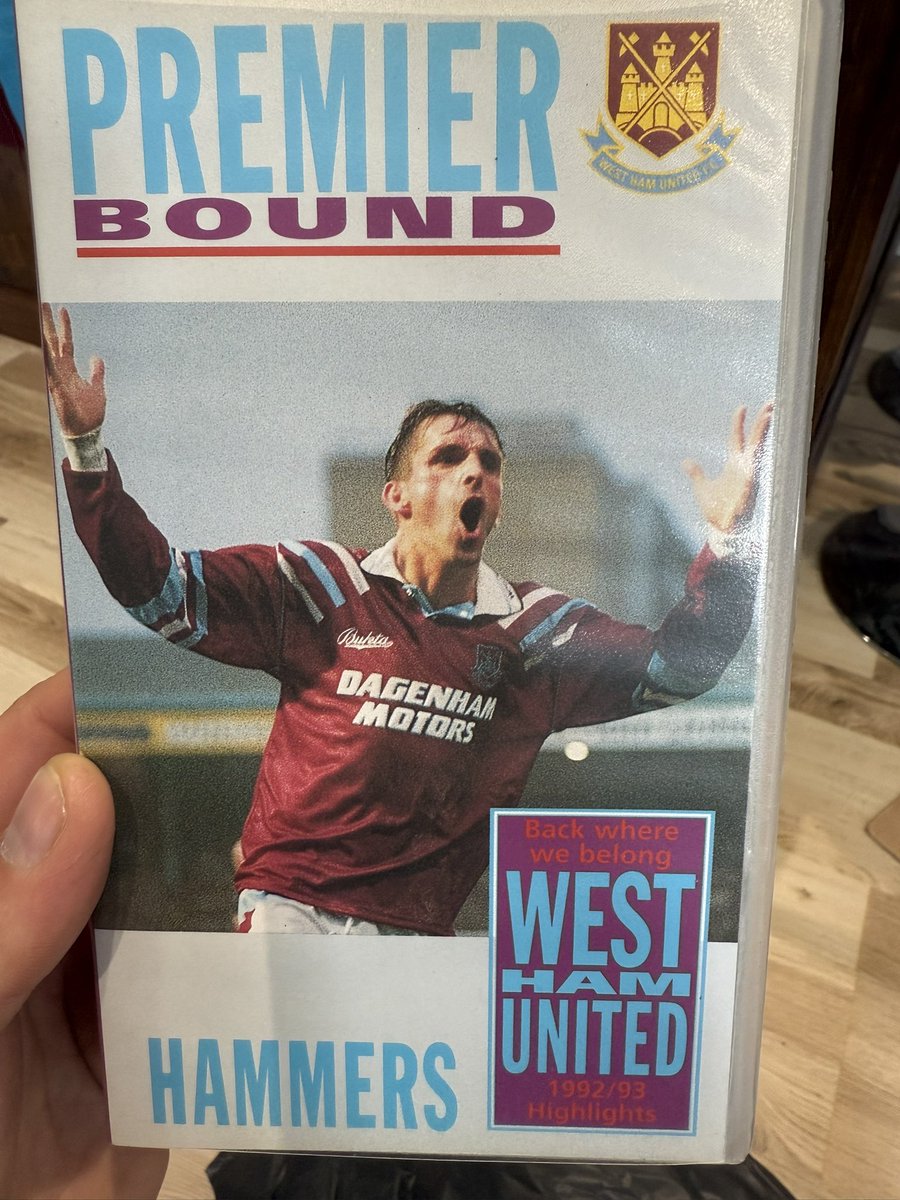 PREMIER
BOUND
WEST HAM UNITED F.C.
Bukta
DAGENHAM
MOTORS
Back where
we belong
WEST
HAM
UNITED
1992/93
Highlights
HAMMERS